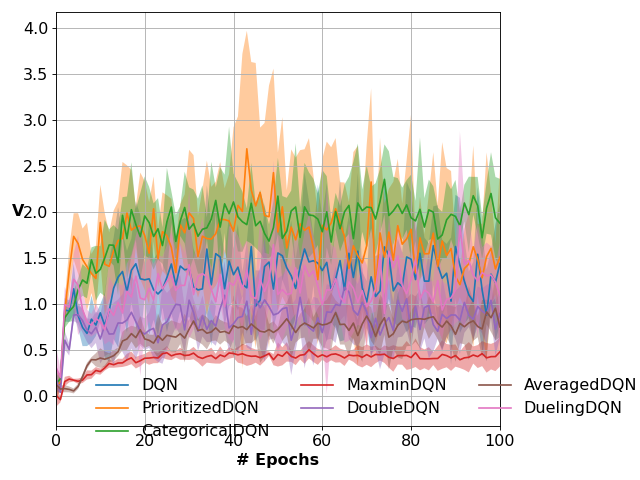 4.0
3.5
3.0
2.5
V 2.0
1.5
1.0
0.5
0.0
DQN MaxminDQN AveragedDQN
PrioritizedDQN DoubleDQN DuelingDQN
CategoricalDQN
0 20 40 60 80 100
# Epochs